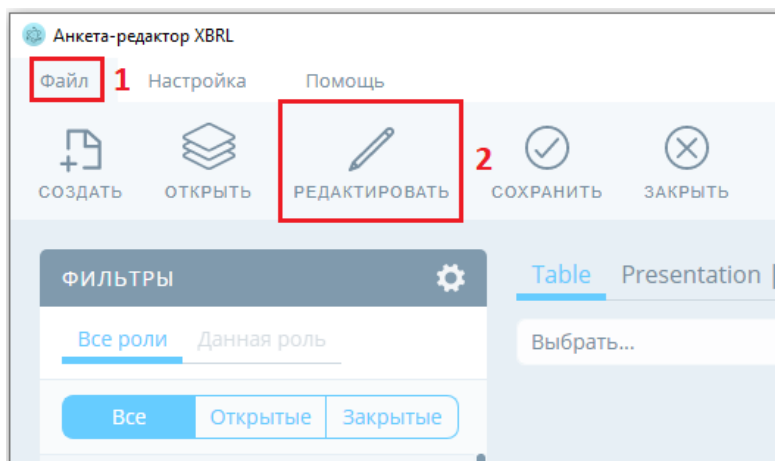 Анкета-редактор XBRL
Файл 1 Настройка Помощь
2
СОЗДАТЬ ОТКРЫТЬ РЕДАКТИРОВАТЬ СОХРАНИТЬ ЗАКРЫТЬ
ФИЛЬТРЫ Table Presentation
Все роли Данная роль Выбрать...
Все Открытые Закрытые